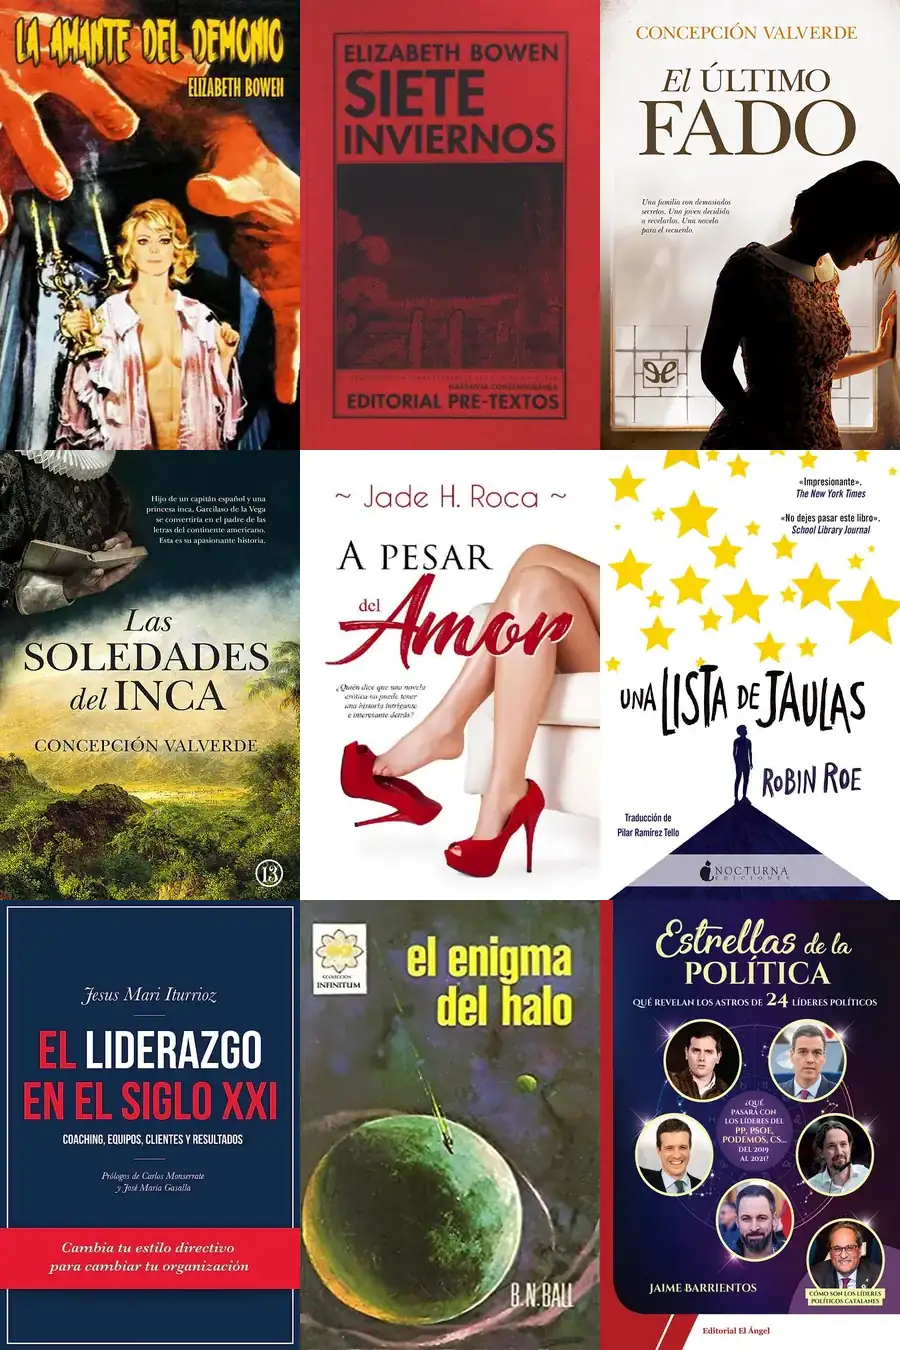 LA AMANTE DEL DEMONIO
ELIZABETH BOWEN
ELIZABETH BOWEN
SIETE
INVIERNOS
NARRATIVA CONTEMPORÁNEA
EDITORIAL PRE-TEXTOS
CONCEPCIÓN VALVERDE
El ÚLTIMO
FADO
Una familia con demasiados
secretos. Una joven decidida
a revelarlos. Una novela
para el recuerdo.
Hijo de un capitán español y una
princesa inca, Garcilaso de la Vega
se convertiría en el padre de las
letras del continente americano.
Esta es su apasionante historia.
Las
SOLEDADES
del INCA
CONCEPCIÓN VALVERDE
13
~ Jade H. Roca ~
A PESAR
del
Amor
¿Quién dice que una novela
erótica no puede tener
una historia intrigante
e interesante detrás?
«Impresionante».
The New York Times
«No dejes pasar este libro».
School Library Journal
UNA LISTA DE JAULAS
ROBIN ROE
Traducción de
Pilar Ramírez Tello
NOCTURNA
EDICIONES
Jesus Mari Iturrioz
EL LIDERAZGO
EN EL SIGLO XXI
COACHING, EQUIPOS, CLIENTES Y RESULTADOS
Prólogos de Carlos Monserrate
y José María Gasalla
Cambia tu estilo directivo
para cambiar tu organización
COLECCIÓN
INFINITUM
el enigma
del halo
B.N.BALL
Estrellas de la
POLÍTICA
QUÉ REVELAN LOS ASTROS DE 24 LÍDERES POLÍTICOS
¿QUÉ
PASARÁ CON
LOS LÍDERES DEL
PP, PSOE,
PODEMOS, CS...
DEL 2019
AL 2021?
JAIME BARRIENTOS
CÓMO SON LOS LÍDERES
POLÍTICOS CATALANES
Editorial El Ángel